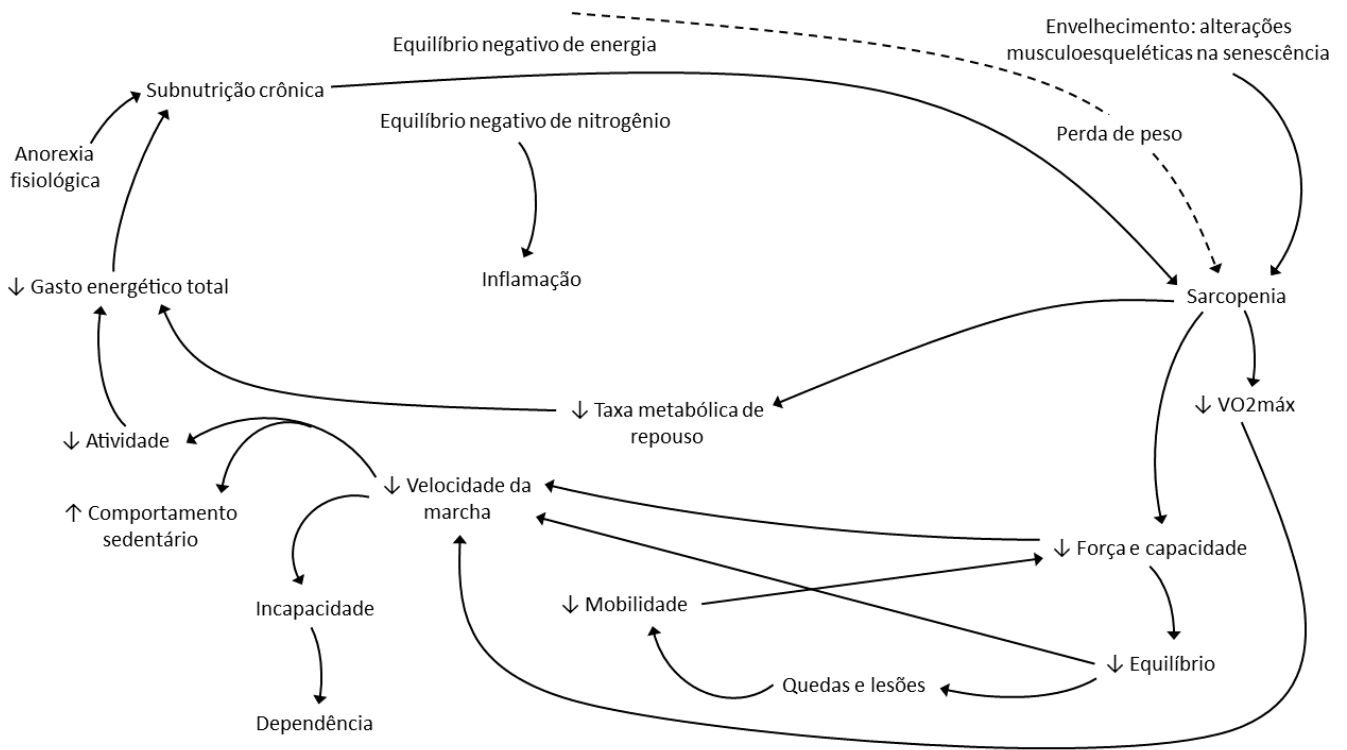 Envelhecimento: alterações
musculoesqueléticas na senescência
Equilíbrio negativo de energia
Subnutrição crônica
Equilíbrio negativo de nitrogênio
Perda de peso
Anorexia
fisiológica
Inflamação
↓ Gasto energético total
Sarcopenia
↓ Taxa metabólica de
repouso
↓ VO2máx
↓ Atividade
↓ Velocidade da
marcha
↑ Comportamento
sedentário
↓ Força e capacidade
Incapacidade
↓ Mobilidade
↓ Equilíbrio
Quedas e lesões
Dependência